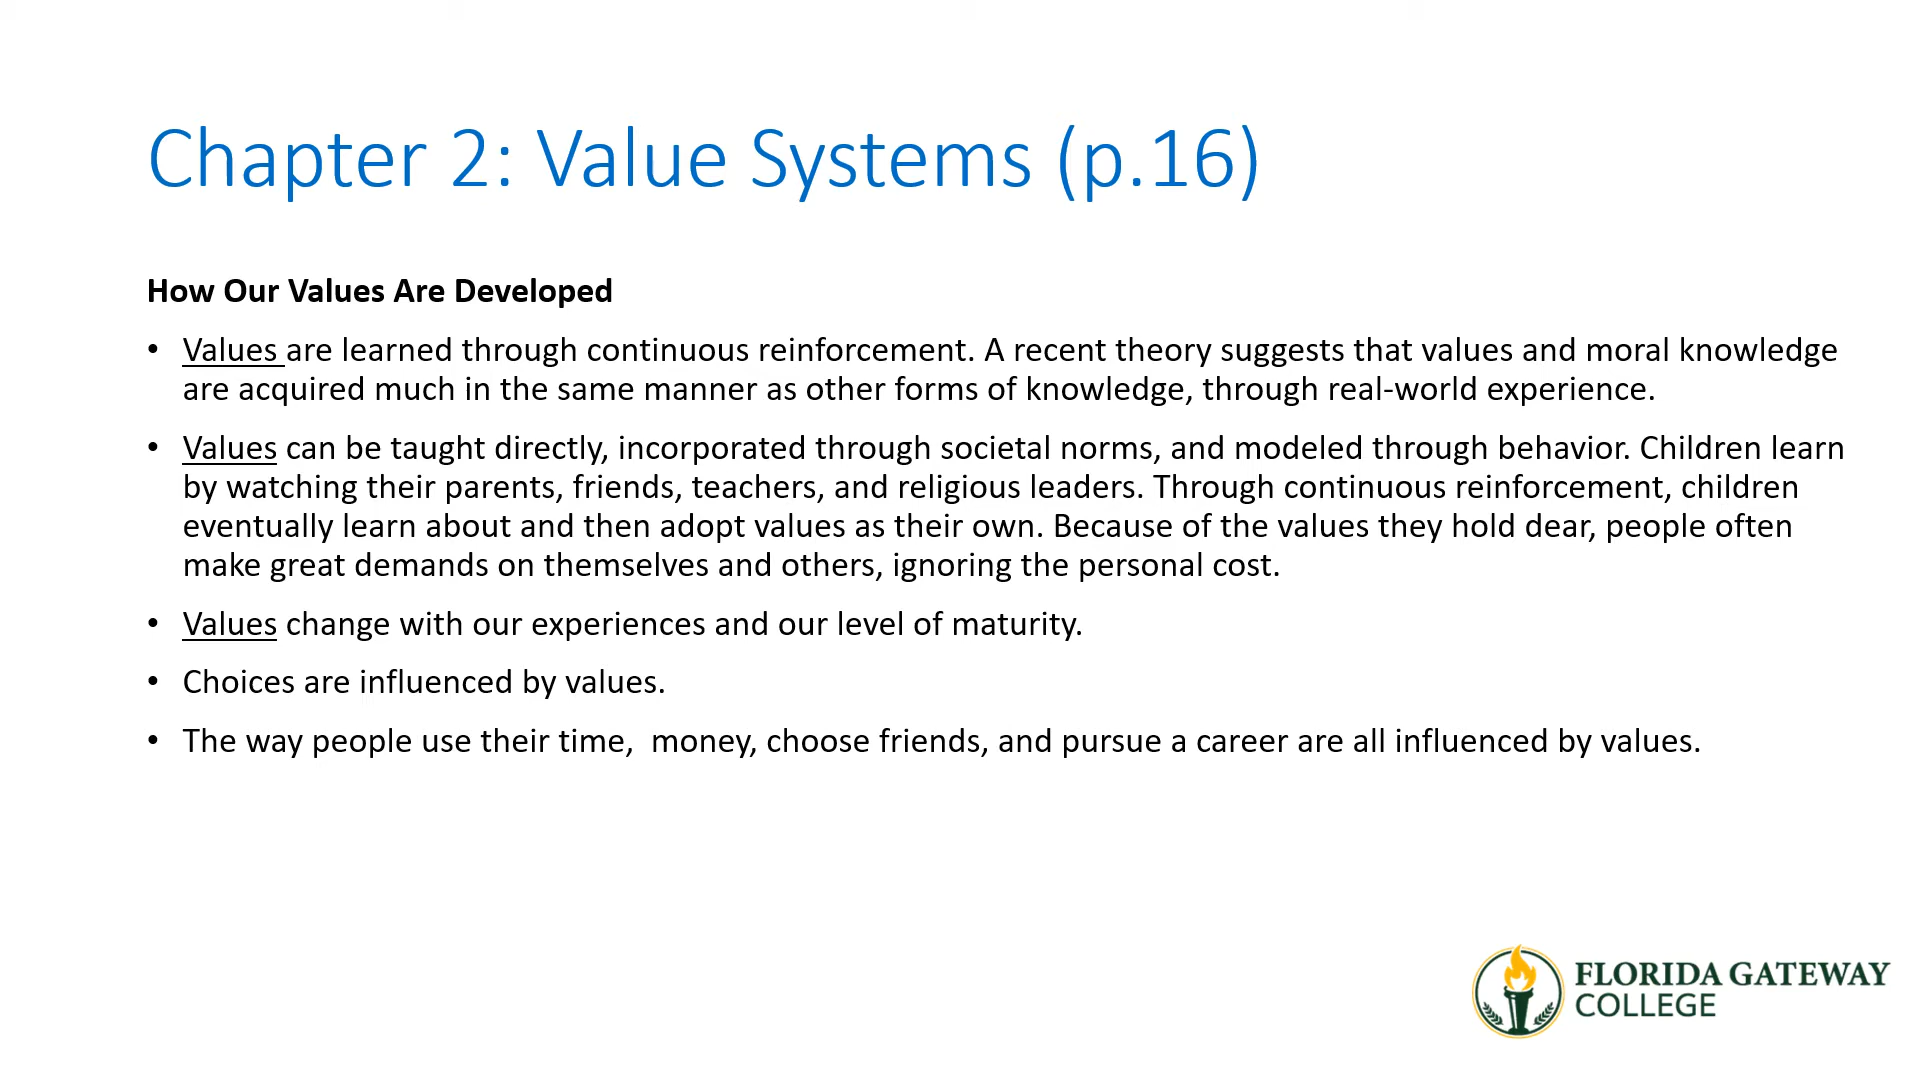 Chapter 2: Value Systems (p.16)
How Our Values Are Developed
• Values are learned through continuous reinforcement. A recent theory suggests that values and moral knowledge
are acquired much in the same manner as other forms of knowledge, through real-world experience.
• Values can be taught directly, incorporated through societal norms, and modeled through behavior. Children learn
by watching their parents, friends, teachers, and religious leaders. Through continuous reinforcement, children
eventually learn about and then adopt values as their own. Because of the values they hold dear, people often
make great demands on themselves and others, ignoring the personal cost.
• Values change with our experiences and our level of maturity.
• Choices are influenced by values.
• The way people use their time,  money, choose friends, and pursue a career are all influenced by values.
FLORIDA GATEWAY
COLLEGE